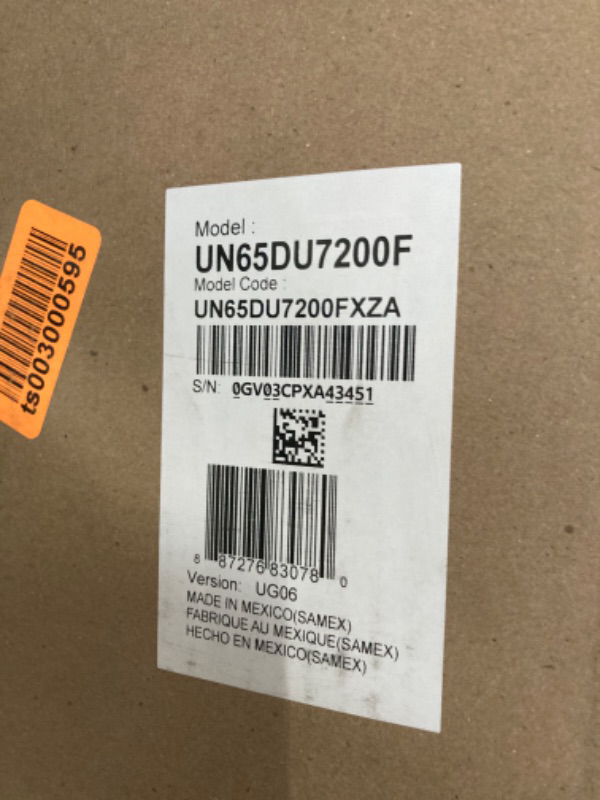 Model :
UN65DU7200F
Model Code :
UN65DU7200FXZA
S/N: 0GV03CPXA43451
8 87276 83078 0
Version: UG06
MADE IN MEXICO(SAMEX)
FABRIQUE AU MEXIQUE(SAMEX)
HECHO EN MEXICO(SAMEX)
ts003000595